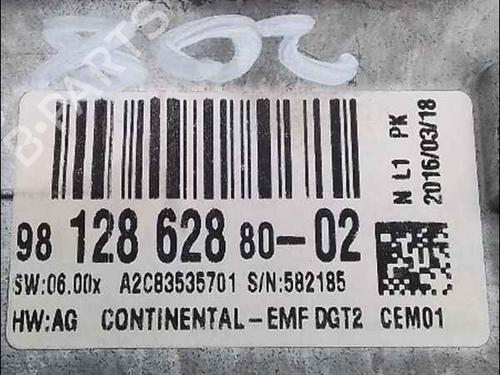 208
B-PARTS
98 128 628 80-02
SW:06.00x A2C83535701 S/N:582185
HW:AG CONTINENTAL-EMF DGT2 CEM01
N L1 PK
2016/03/18